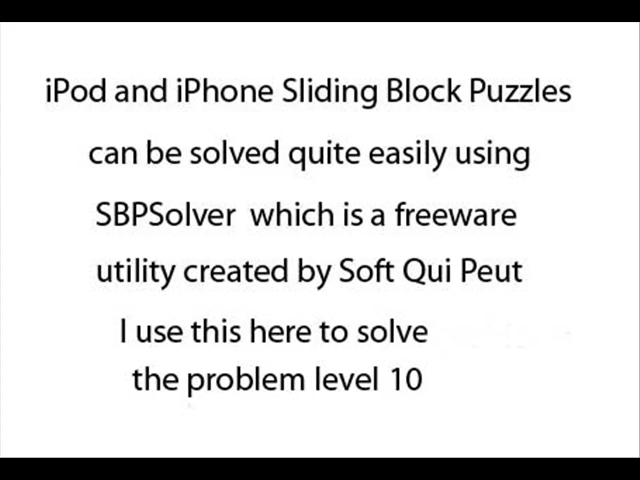 iPod and iPhone Sliding Block Puzzles
can be solved quite easily using
SBPSolver which is a freeware
utility created by Soft Qui Peut
I use this here to solve
the problem level 10